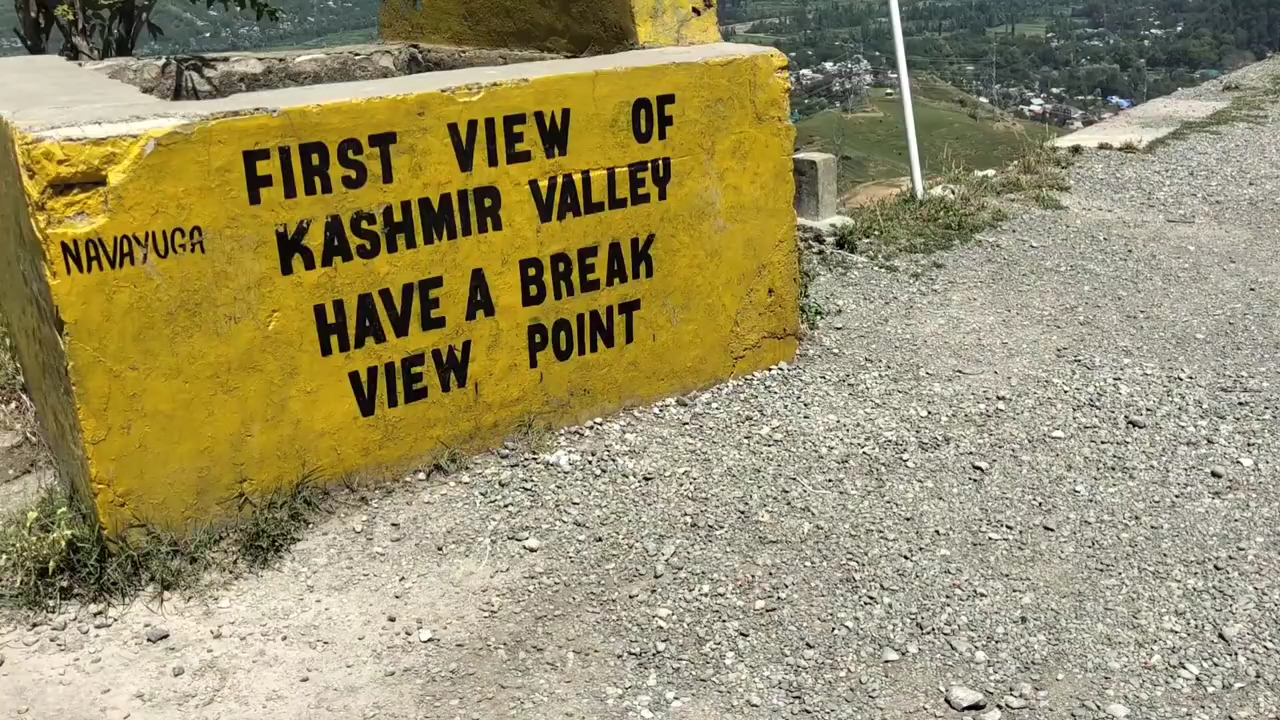 FIRST VIEW OF
KASHMIR VALLEY
NAVAYUGA
HAVE A BREAK
VIEW POINT